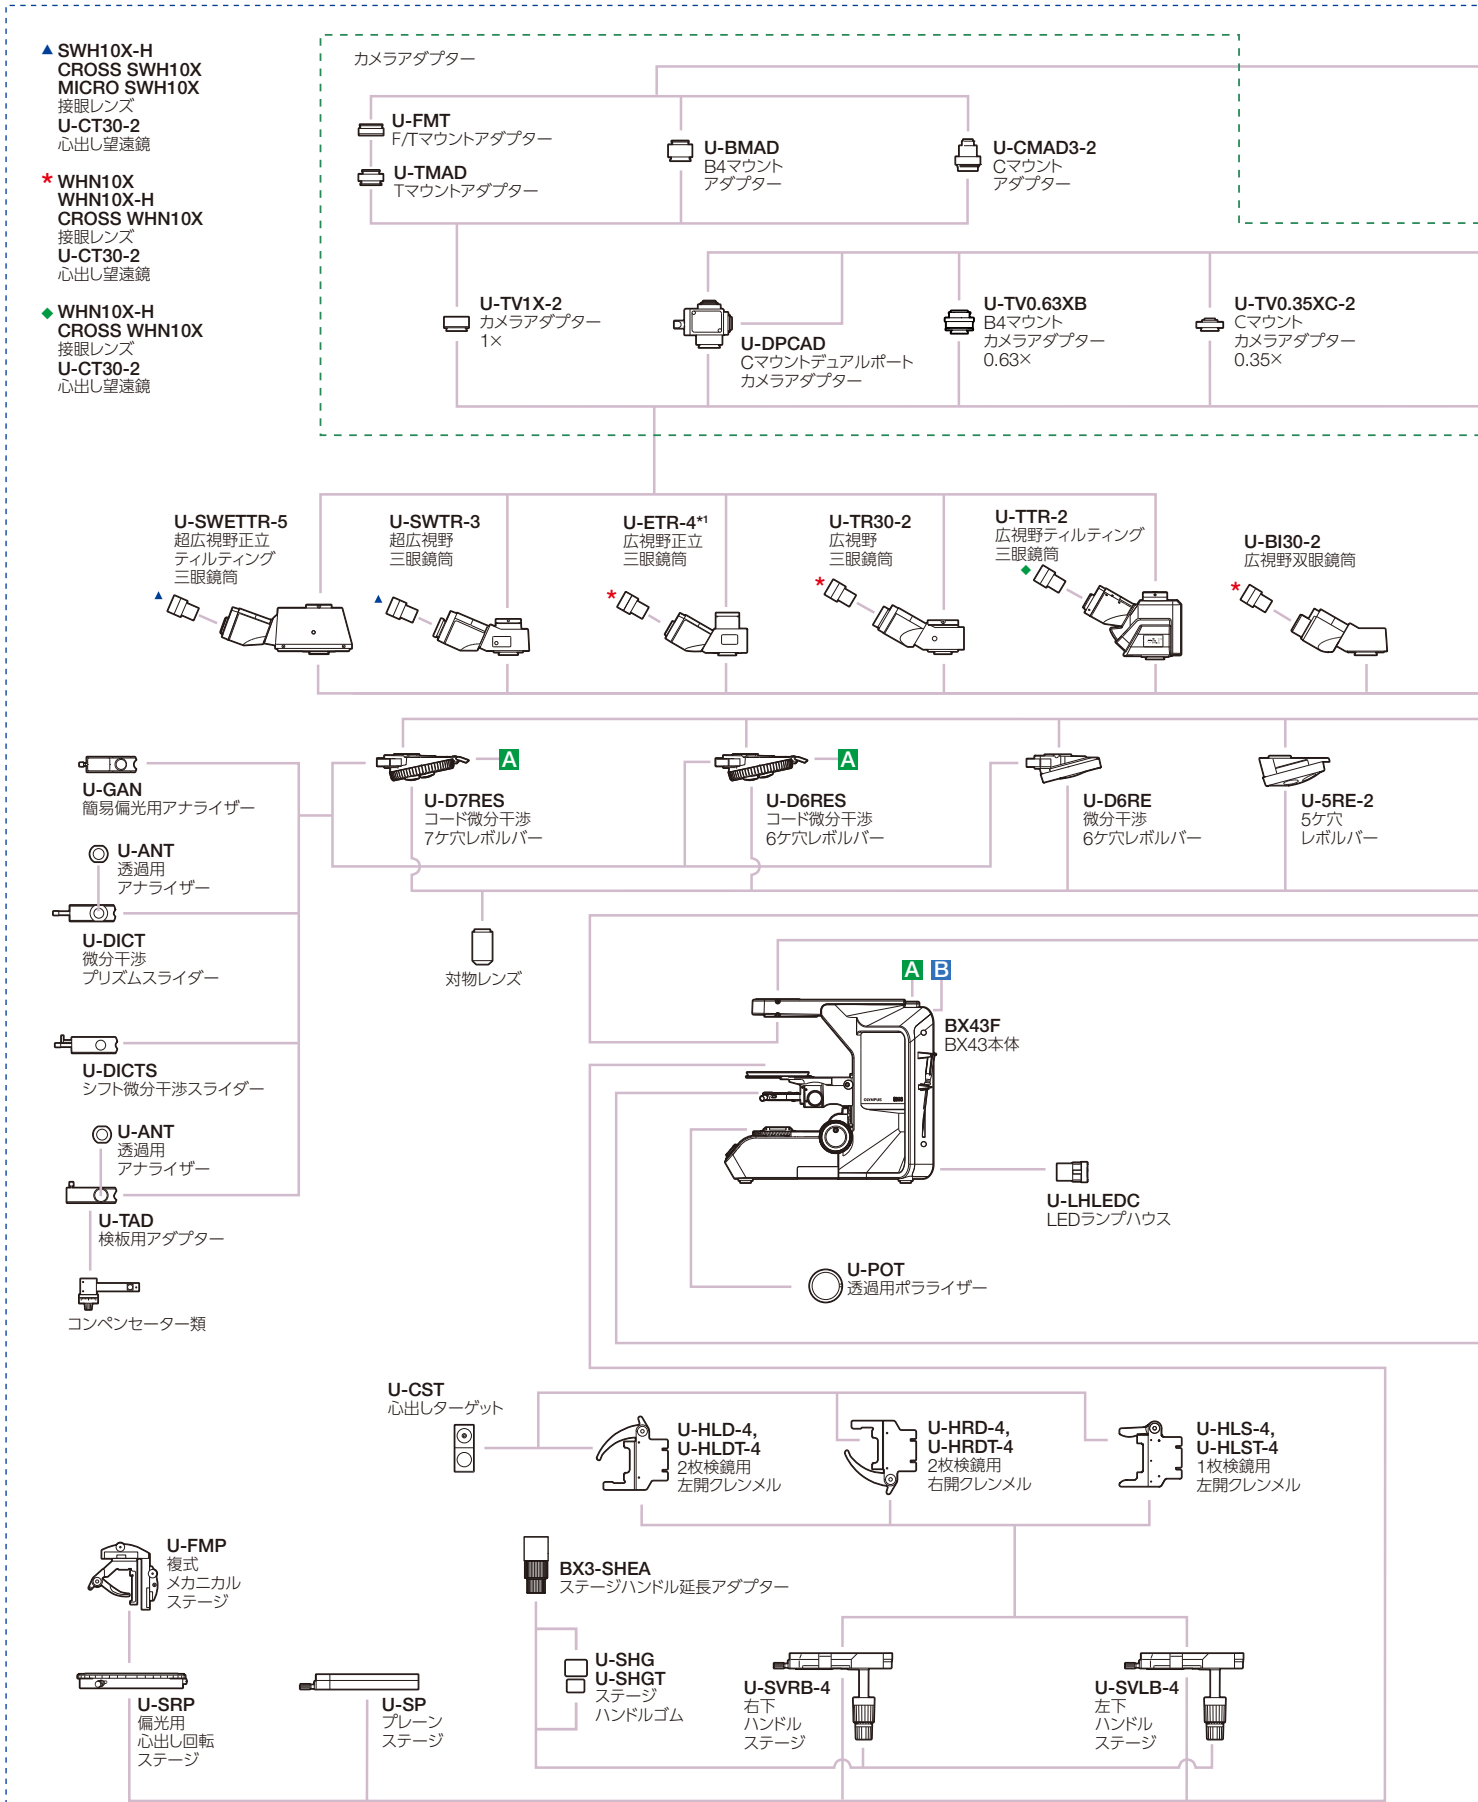 ▲ SWH10X-H
CROSS SWH10X
MICRO SWH10X
接眼レンズ
U-CT30-2
心出し望遠鏡
* WHN10X
WHN10X-H
CROSS WHN10X
接眼レンズ
U-CT30-2
心出し望遠鏡
◆ WHN10X-H
CROSS WHN10X
接眼レンズ
U-CT30-2
心出し望遠鏡
カメラアダプター
U-FMT
F/Tマウントアダプター
U-TMAD
Tマウントアダプター
U-BMAD
B4マウント
アダプター
U-CMAD3-2
Cマウント
アダプター
U-TV1X-2
カメラアダプター
1×
U-DPCAD
Cマウントデュアルポート
カメラアダプター
U-TV0.63XB
B4マウント
カメラアダプター
0.63×
U-TV0.35XC-2
Cマウント
カメラアダプター
0.35×
U-SWETTR-5
超広視野正立
ティルティング
三眼鏡筒
▲
U-SWTR-3
超広視野
三眼鏡筒
▲
U-ETR-4*1
広視野正立
三眼鏡筒
*
U-TR30-2
広視野
三眼鏡筒
*
U-TTR-2
広視野ティルティング
三眼鏡筒
◆
U-BI30-2
広視野双眼鏡筒
*
U-GAN
簡易偏光用アナライザー
U-ANT
透過用
アナライザー
U-DICT
微分干渉
プリズムスライダー
U-DICTS
シフト微分干渉スライダー
U-ANT
透過用
アナライザー
U-TAD
検板用アダプター
コンペンセーター類
A
U-D7RES
コード微分干渉
7ケ穴レボルバー
A
U-D6RES
コード微分干渉
6ケ穴レボルバー
U-D6RE
微分干渉
6ケ穴レボルバー
U-5RE-2
5ケ穴
レボルバー
対物レンズ
A B
BX43F
BX43本体
OLYMPUS
U-LHLEDC
LEDランプハウス
U-POT
透過用ポラライザー
U-CST
心出しターゲット
U-HLD-4,
U-HLDT-4
2枚検鏡用
左開クレンメル
U-HRD-4,
U-HRDT-4
2枚検鏡用
右開クレンメル
U-HLS-4,
U-HLST-4
1枚検鏡用
左開クレンメル
U-FMP
複式
メカニカル
ステージ
BX3-SHEA
ステージハンドル延長アダプター
U-SHG
U-SHGT
ステージ
ハンドルゴム
U-SRP
偏光用
心出し回転
ステージ
U-SP
プレーン
ステージ
U-SVRB-4
右下
ハンドル
ステージ
U-SVLB-4
左下
ハンドル
ステージ